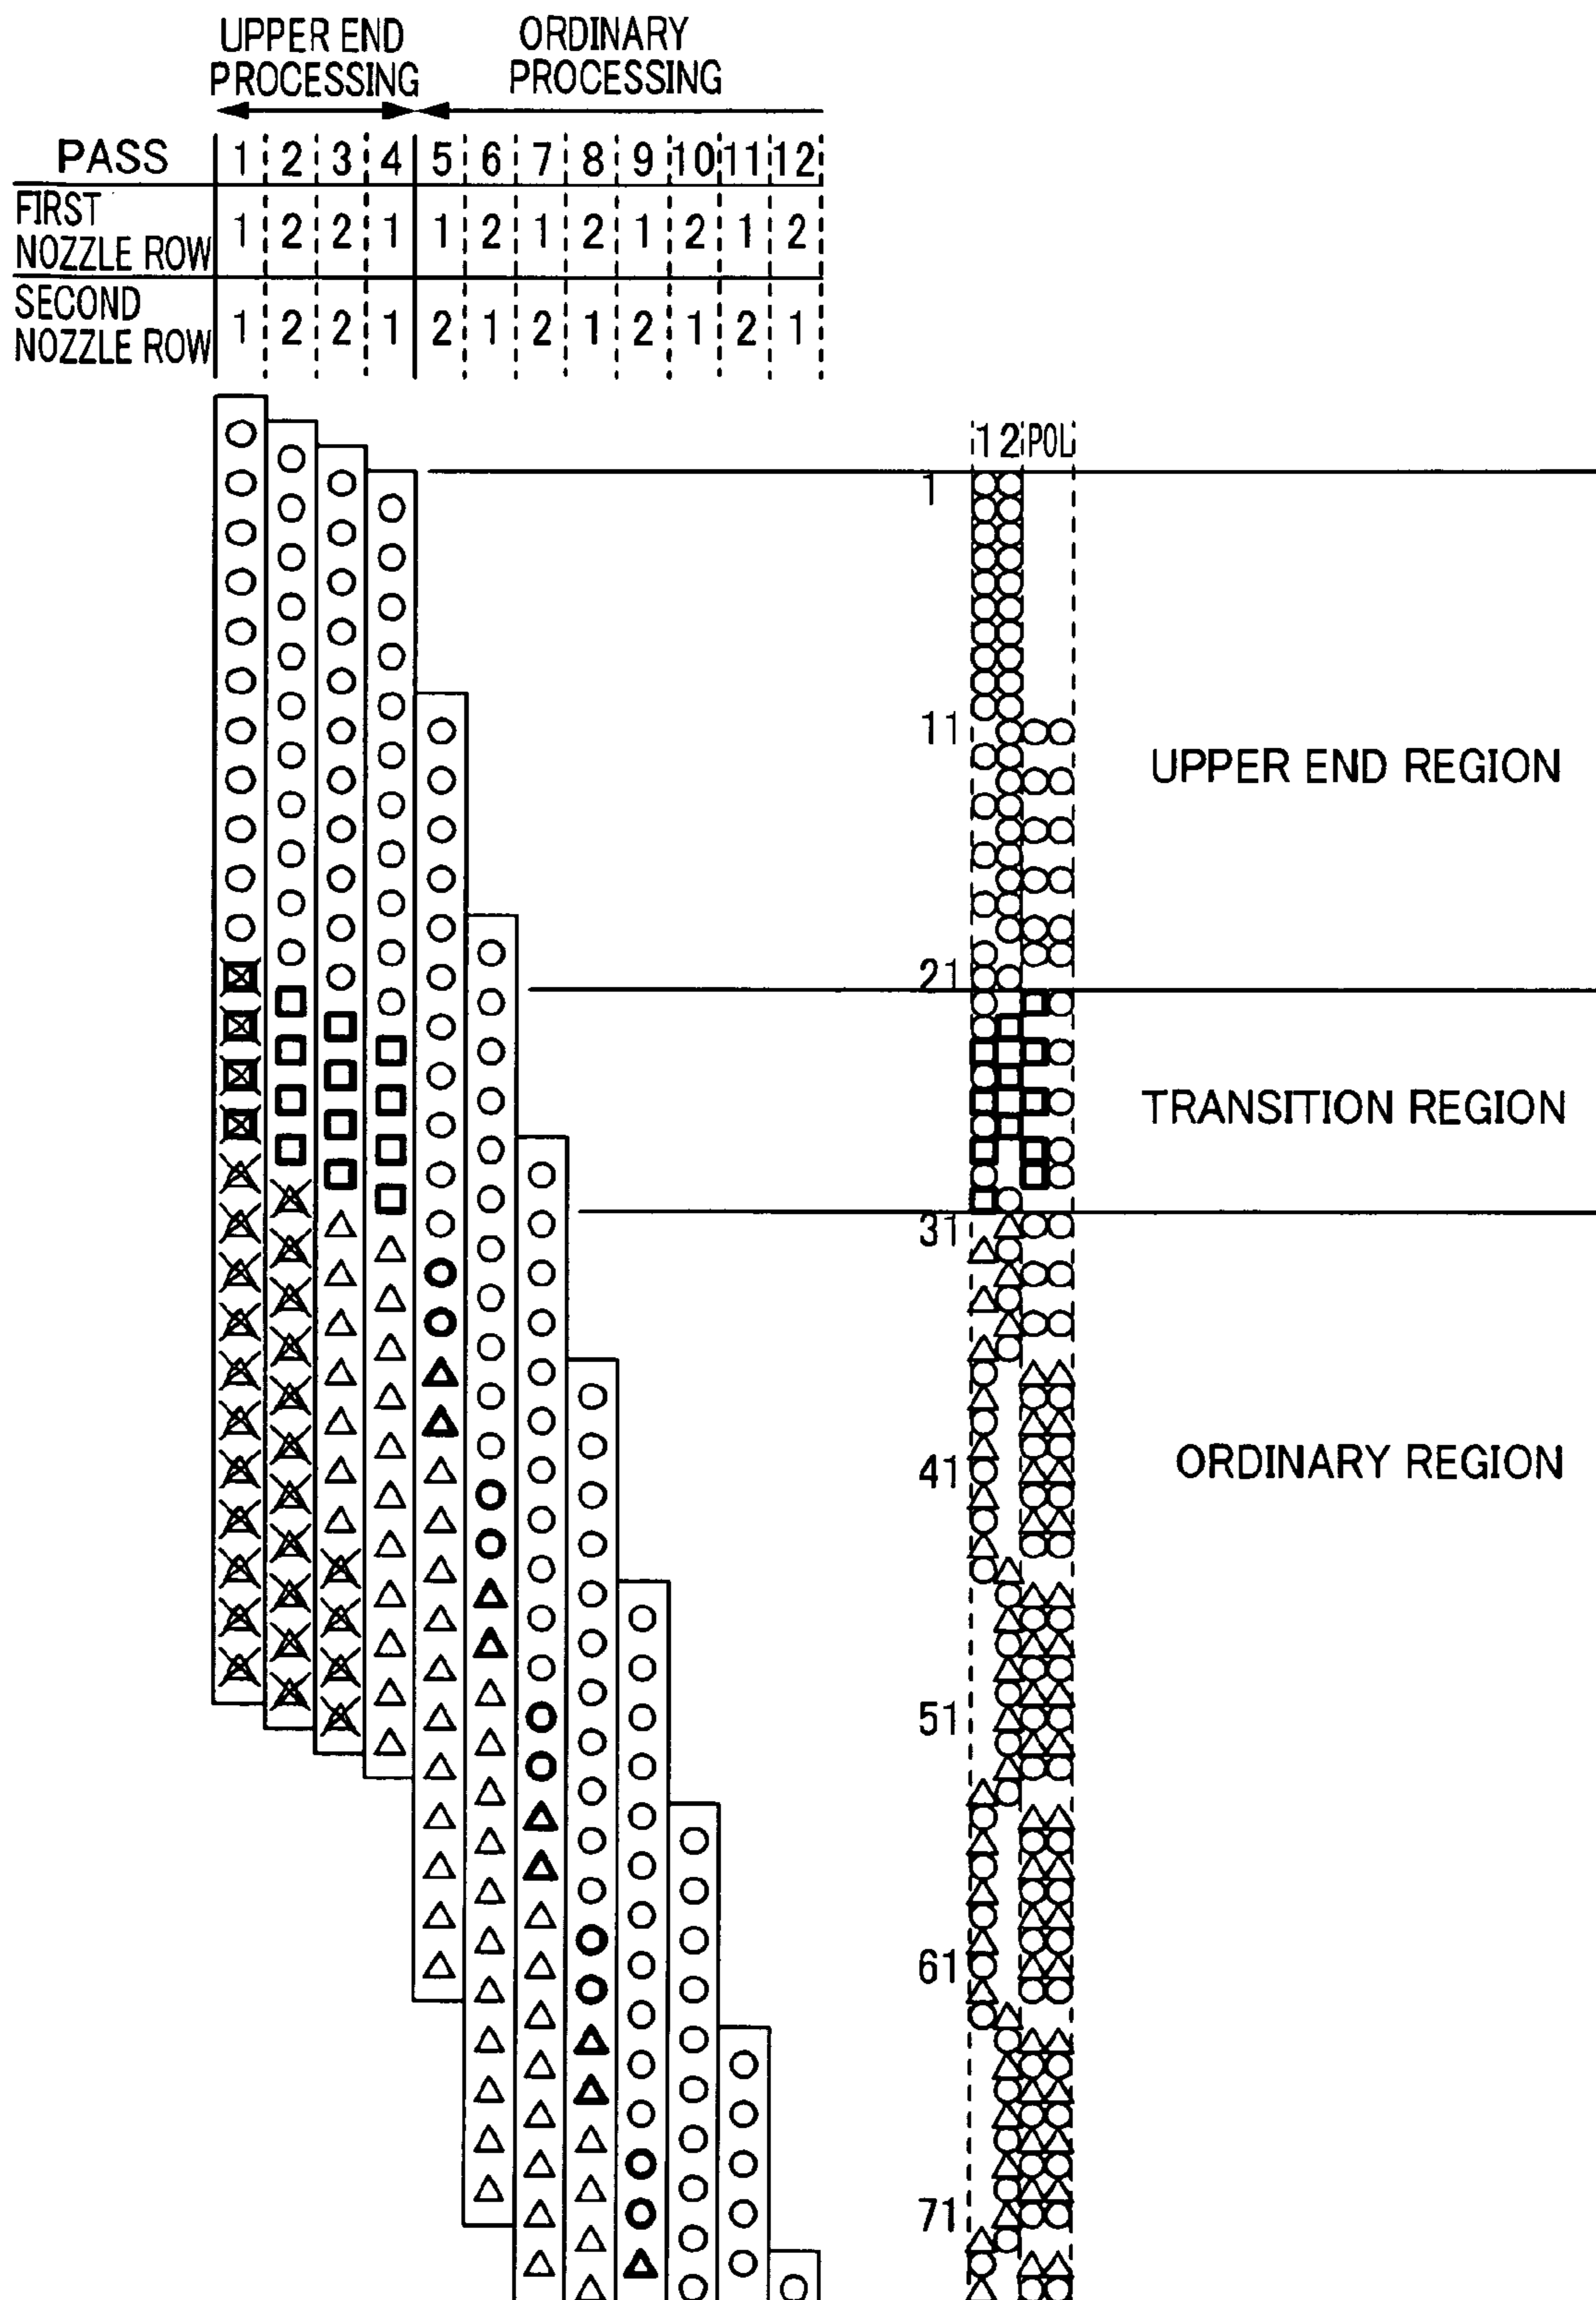 UPPER END PROCESSING
ORDINARY PROCESSING
PASS 1 2 3 4 5 6 7 8 9 10 11 12
FIRST NOZZLE ROW 1 2 2 1 1 2 1 2 1 2 1 2
SECOND NOZZLE ROW 1 2 2 1 2 1 2 1 2 1 2 1
1 2 POL
1
11
UPPER END REGION
21
TRANSITION REGION
31
41
ORDINARY REGION
51
61
71